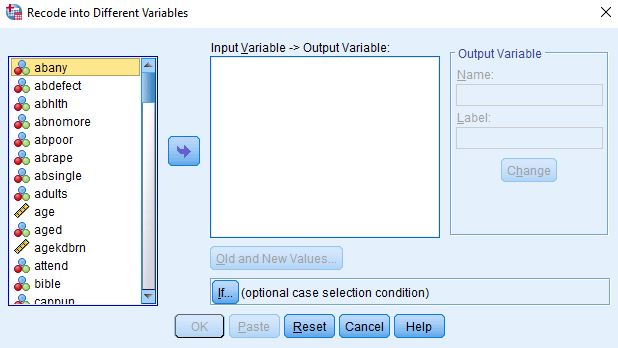 Recode into Different Variables
Input Variable -> Output Variable:
abany
abdefect
abhlth
abnomore
abpoor
abrape
absingle
adults
age
aged
agekdbrn
attend
bible
cappun
Output Variable
Name:
Label:
Change
Old and New Values...
If... (optional case selection condition)
OK Paste Reset Cancel Help